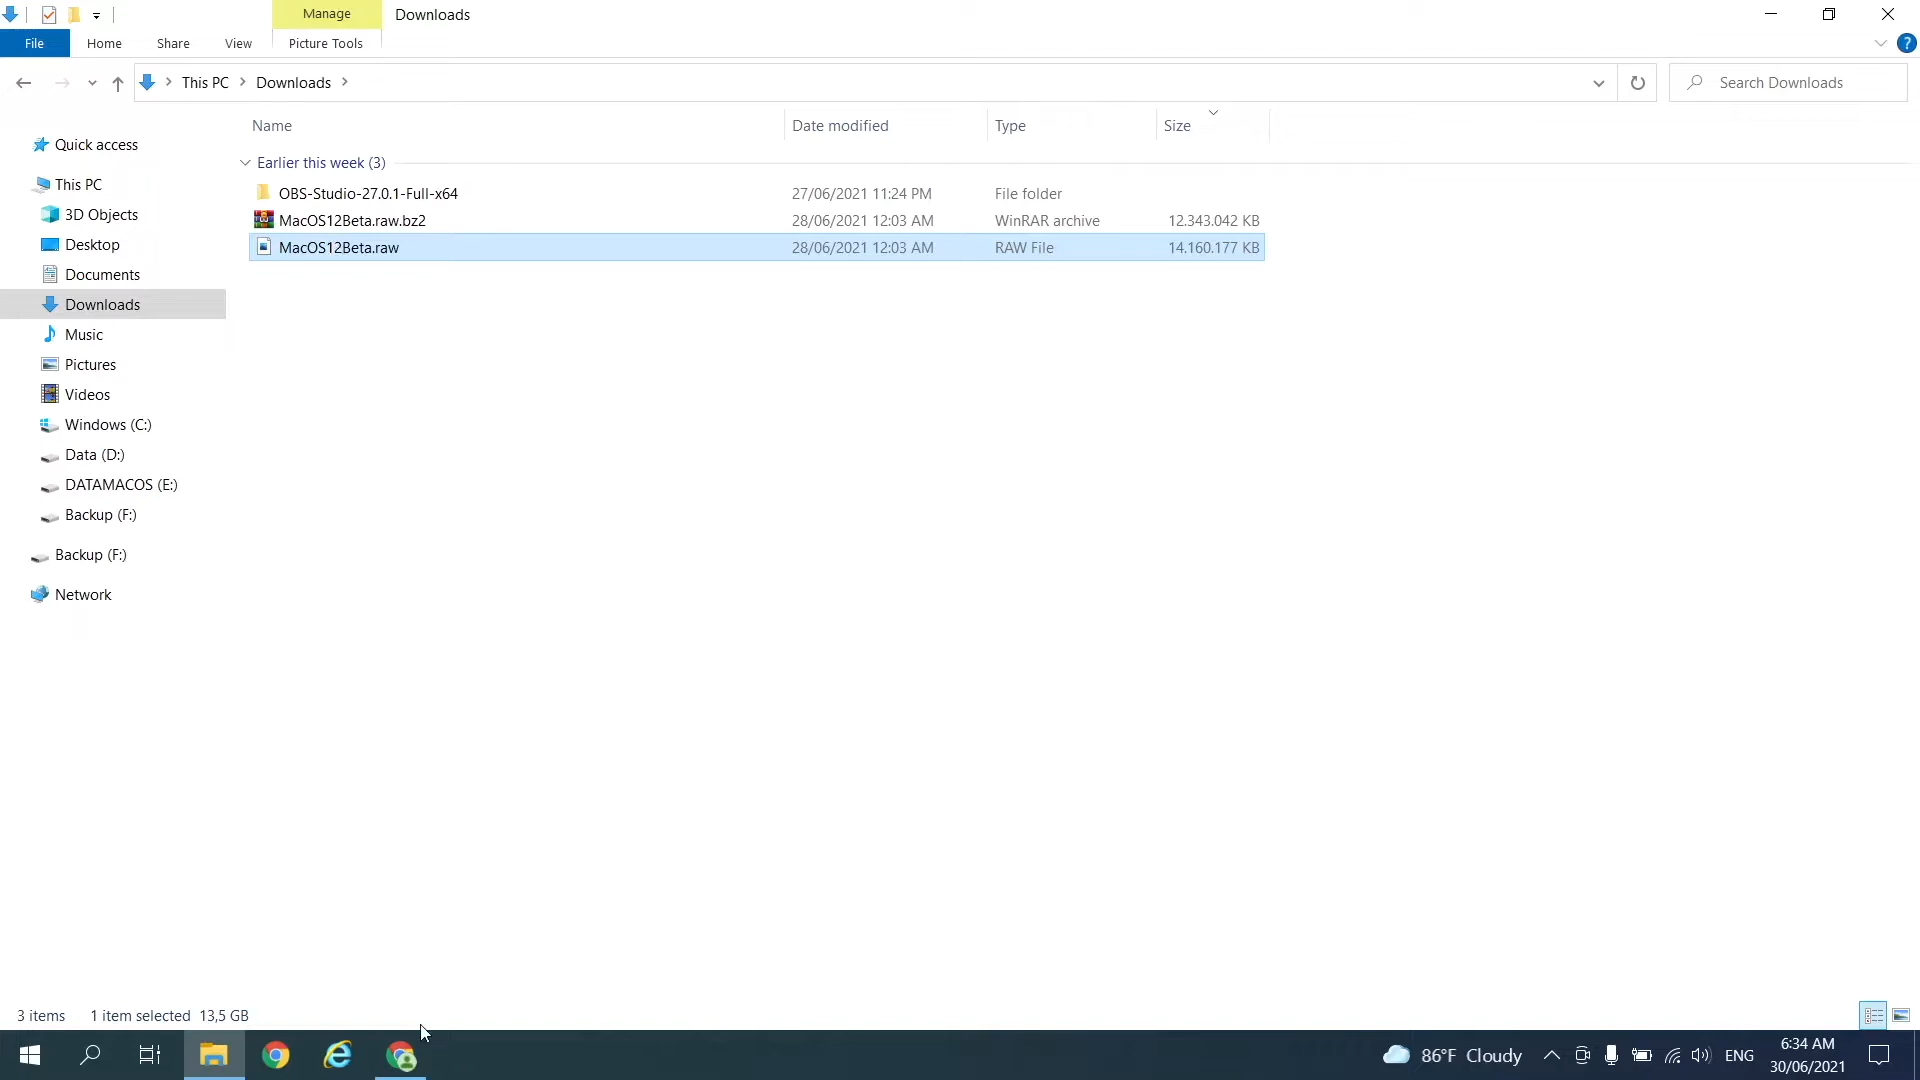 Manage
Downloads
File
Home
Share
View
Picture Tools
?
This PC
Downloads
Search Downloads
Name
Date modified
Type
Size
Earlier this week (3)
OBS-Studio-27.0.1-Full-x64
27/06/2021 11:24 PM
File folder
MacOS12Beta.raw.bz2
28/06/2021 12:03 AM
WinRAR archive
12.343.042 KB
MacOS12Beta.raw
28/06/2021 12:03 AM
RAW File
14.160.177 KB
Quick access
This PC
3D Objects
Desktop
Documents
Downloads
Music
Pictures
Videos
Windows (C:)
Data (D:)
DATAMACOS (E:)
Backup (F:)
Backup (F:)
Network
3 items
1 item selected
13,5 GB
86°F Cloudy
ENG
6:34 AM
30/06/2021